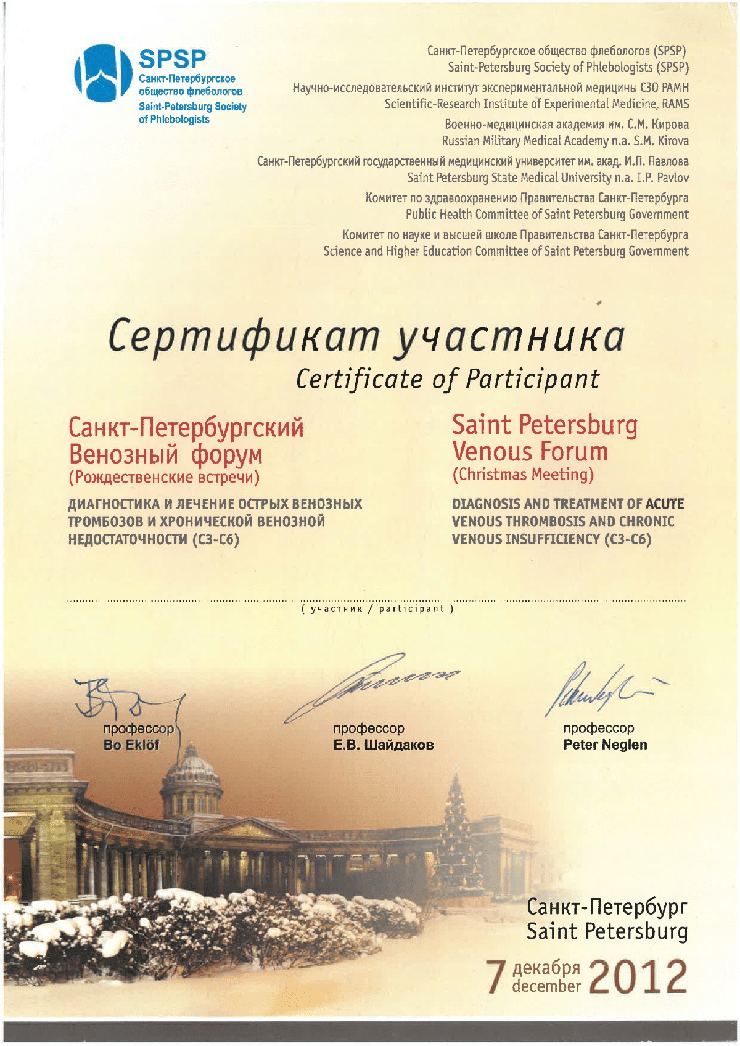 SPSP
Санкт-Петербургское
общество флебологов
Saint-Petersburg Society
of Phlebologists
Санкт-Петербургское общество флебологов (SPSP)
Saint-Petersburg Society of Phlebologists (SPSP)
Научно-исследовательский институт экспериментальной медицины СЗО РАМН
Scientific-Research Institute of Experimental Medicine, RAMS
Военно-медицинская академия им. С.М. Кирова
Russian Military Medical Academy n.a. S.M. Kirova
Санкт-Петербургский государственный медицинский университет им. акад. И.П. Павлова
Saint Petersburg State Medical University n.a. I.P. Pavlov
Комитет по здравоохранению Правительства Санкт-Петербурга
Public Health Committee of Saint Petersburg Government
Комитет по науке и высшей школе Правительства Санкт-Петербурга
Science and Higher Education Committee of Saint Petersburg Government
Сертификат участника
Certificate of Participant
Санкт-Петербургский
Венозный форум
(Рождественские встречи)
ДИАГНОСТИКА И ЛЕЧЕНИЕ ОСТРЫХ ВЕНОЗНЫХ
ТРОМБОЗОВ И ХРОНИЧЕСКОЙ ВЕНОЗНОЙ
НЕДОСТАТОЧНОСТИ (С3-С6)
Saint Petersburg
Venous Forum
(Christmas Meeting)
DIAGNOSIS AND TREATMENT OF ACUTE
VENOUS THROMBOSIS AND CHRONIC
VENOUS INSUFFICIENCY (C3-C6)
( участник / participant )
профессор
Bo Eklöf
профессор
Е.В. Шайдаков
профессор
Peter Neglen
Санкт-Петербург
Saint Petersburg
7 декабря
december 2012